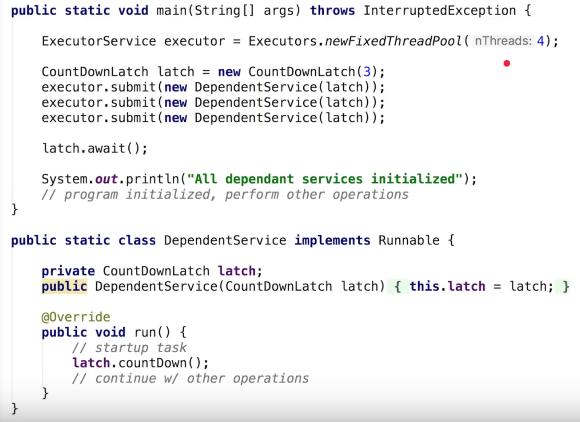 public static void main(String[] args) throws InterruptedException {
ExecutorService executor = Executors.newFixedThreadPool( nThreads: 4);
CountDownLatch latch = new CountDownLatch(3);
executor.submit(new DependentService(latch));
executor.submit(new DependentService(latch));
executor.submit(new DependentService(latch));
latch.await();
System.out.println("All dependant services initialized");
// program initialized, perform other operations
}
public static class DependentService implements Runnable {
private CountDownLatch latch;
public DependentService(CountDownLatch latch) { this.latch = latch; }
@Override
public void run() {
// startup task
latch.countDown();
// continue w/ other operations
}
}